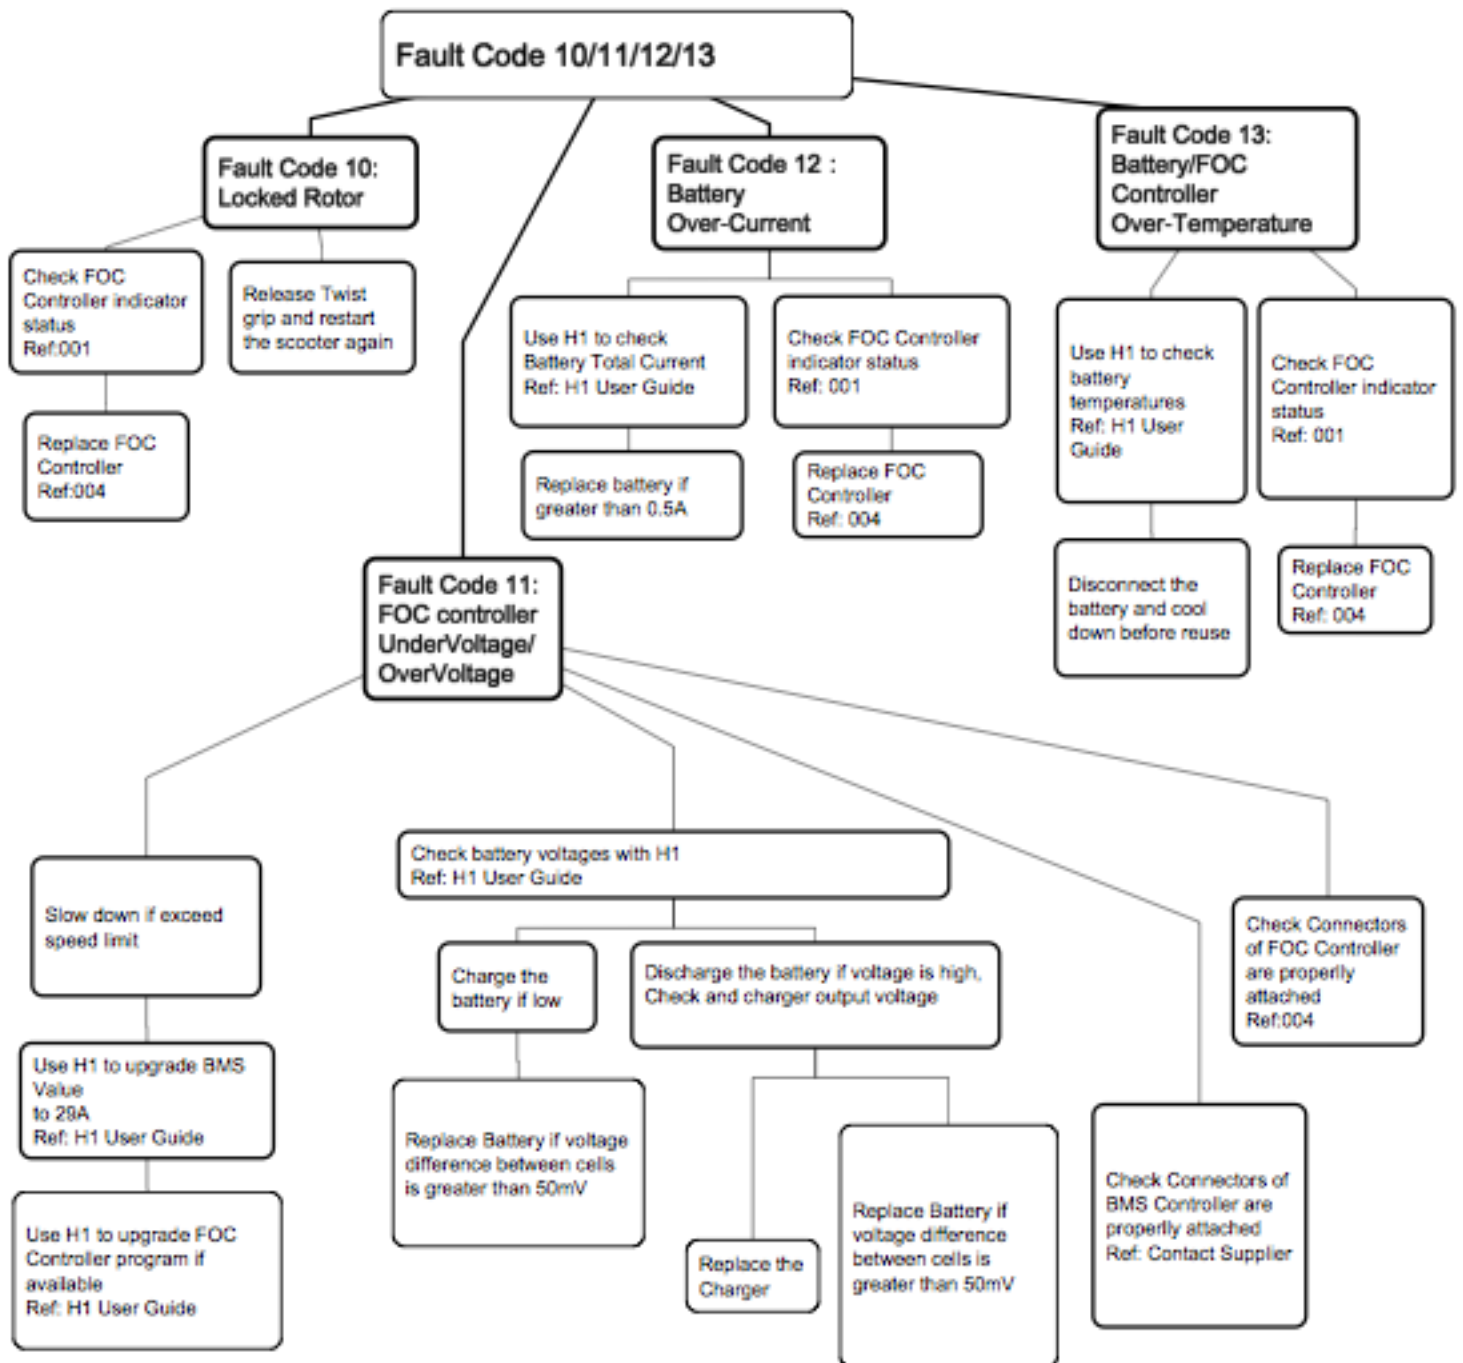 Fault Code 10/11/12/13
Fault Code 10:
Locked Rotor
Check FOC
Controller indicator
status
Ref:001
Replace FOC
Controller
Ref:004
Release Twist
grip and restart
the scooter again
Fault Code 12 :
Battery
Over-Current
Use H1 to check
Battery Total Current
Ref: H1 User Guide
Replace battery if
greater than 0.5A
Check FOC Controller
indicator status
Ref: 001
Replace FOC
Controller
Ref: 004
Fault Code 13:
Battery/FOC
Controller
Over-Temperature
Use H1 to check
battery
temperatures
Ref: H1 User
Guide
Disconnect the
battery and cool
down before reuse
Check FOC
Controller indicator
status
Ref: 001
Replace FOC
Controller
Ref: 004
Fault Code 11:
FOC controller
UnderVoltage/
OverVoltage
Slow down if exceed
speed limit
Use H1 to upgrade BMS
Value
to 29A
Ref: H1 User Guide
Use H1 to upgrade FOC
Controller program if
available
Ref: H1 User Guide
Check battery voltages with H1
Ref: H1 User Guide
Charge the
battery if low
Replace Battery if voltage
difference between cells
is greater than 50mV
Discharge the battery if voltage is high,
Check and charger output voltage
Replace the
Charger
Replace Battery if
voltage difference
between cells is
greater than 50mV
Check Connectors of
BMS Controller are
properlly attached
Ref: Contact Supplier
Check Connectors
of FOC Controller
are properlly
attached
Ref:004